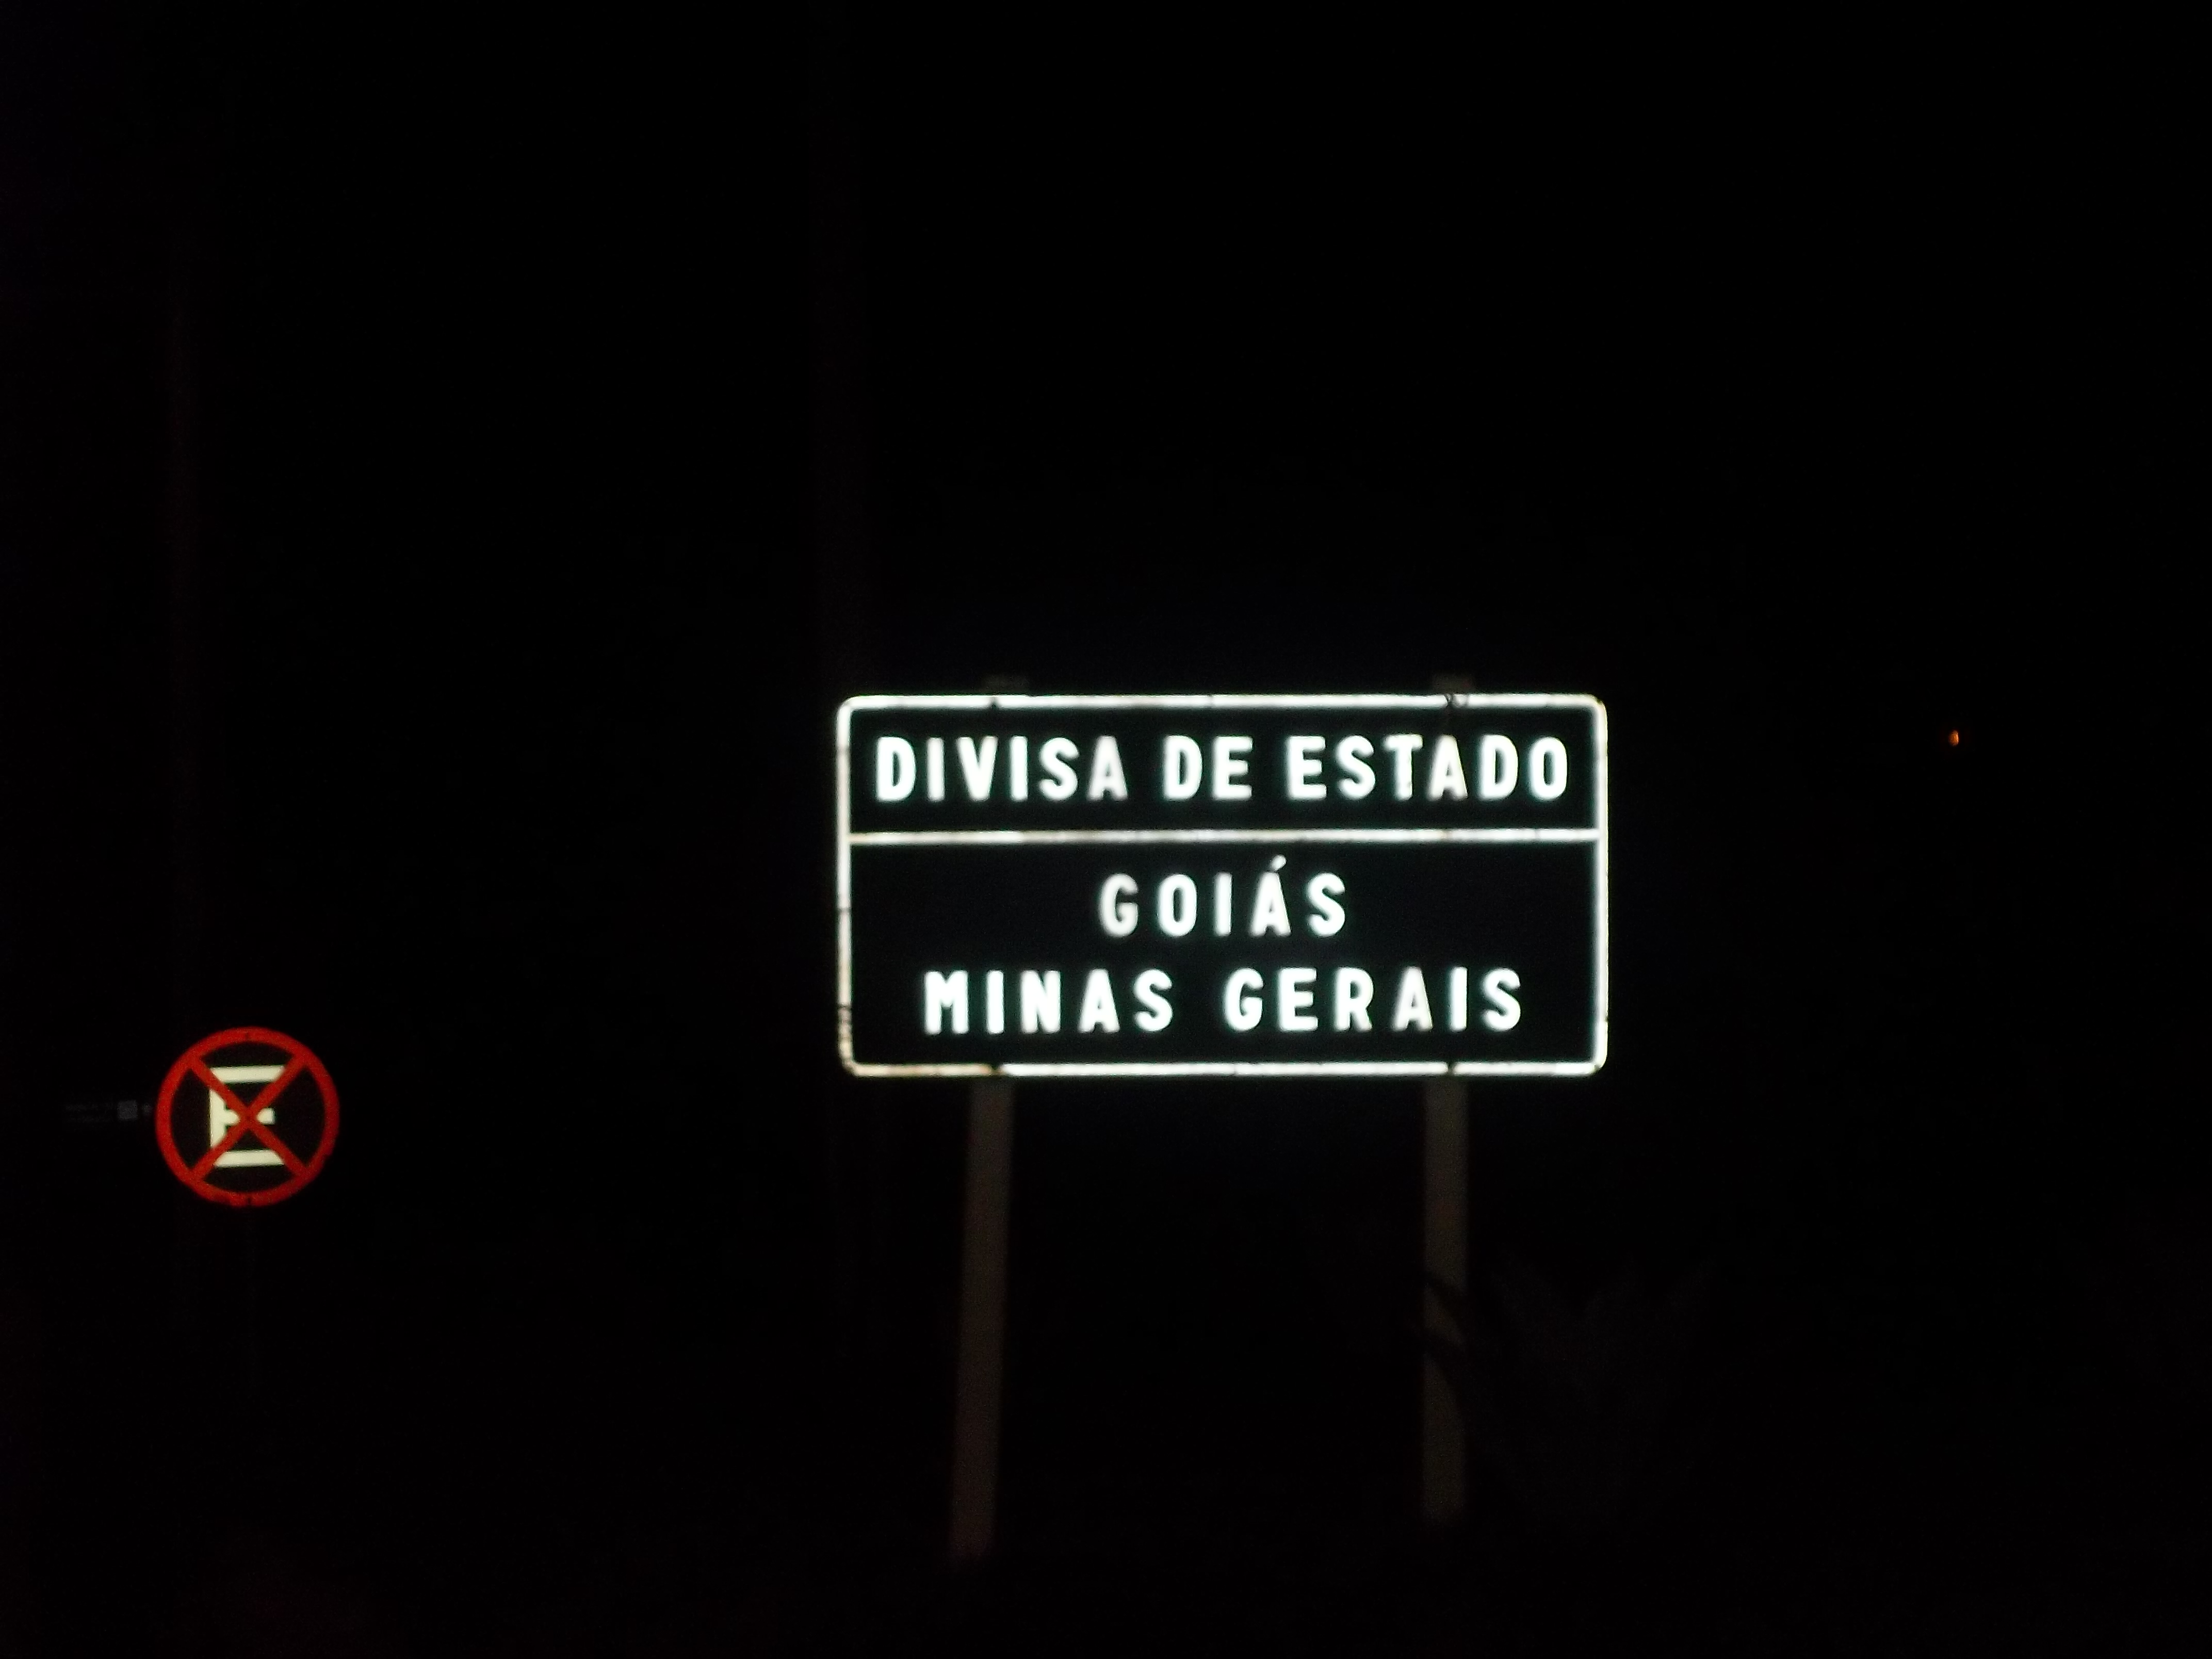 DIVISA DE ESTADO
GOIÁS
MINAS GERAIS
E